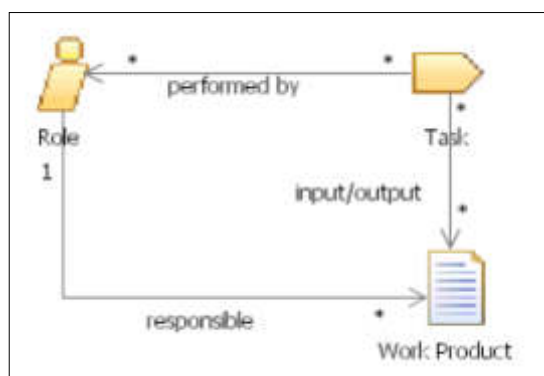 * *
performed by
Role
Task
1
*
input/output
*
responsible
*
Work Product